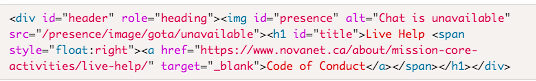 <div id="header" role="heading"><img id="presence" alt="Chat is unavailable"
src="/presence/image/gota/unavailable"><h1 id="title">Live Help <span
style="float:right"><a href="https://www.novanet.ca/about/mission-core-
activities/live-help/" target="_blank">Code of Conduct</a></span></h1></div>